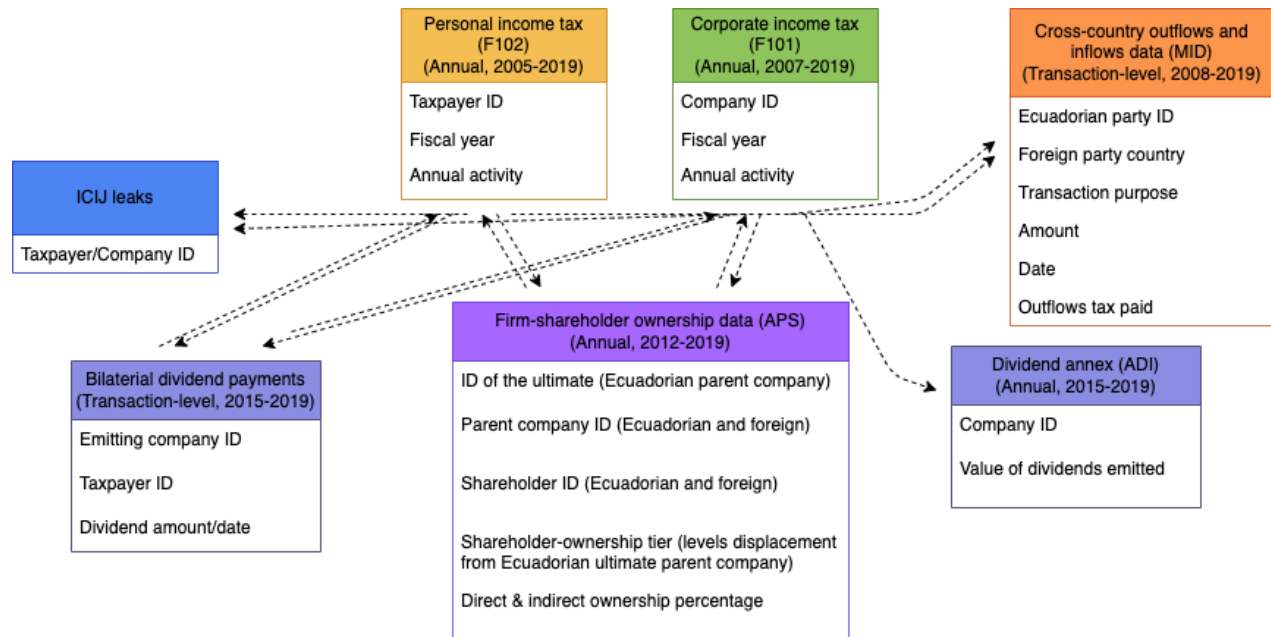 Personal income tax
(F102)
(Annual, 2005-2019)
Taxpayer ID
Fiscal year
Annual activity
Corporate income tax
(F101)
(Annual, 2007-2019)
Company ID
Fiscal year
Annual activity
Cross-country outflows and
inflows data (MID)
(Transaction-level, 2008-2019)
Ecuadorian party ID
Foreign party country
Transaction purpose
Amount
Date
Outflows tax paid
ICIJ leaks
Taxpayer/Company ID
Bilaterial dividend payments
(Transaction-level, 2015-2019)
Emitting company ID
Taxpayer ID
Dividend amount/date
Firm-shareholder ownership data (APS)
(Annual, 2012-2019)
ID of the ultimate (Ecuadorian parent company)
Parent company ID (Ecuadorian and foreign)
Shareholder ID (Ecuadorian and foreign)
Shareholder-ownership tier (levels displacement
from Ecuadorian ultimate parent company)
Direct & indirect ownership percentage
Dividend annex (ADI)
(Annual, 2015-2019)
Company ID
Value of dividends emitted